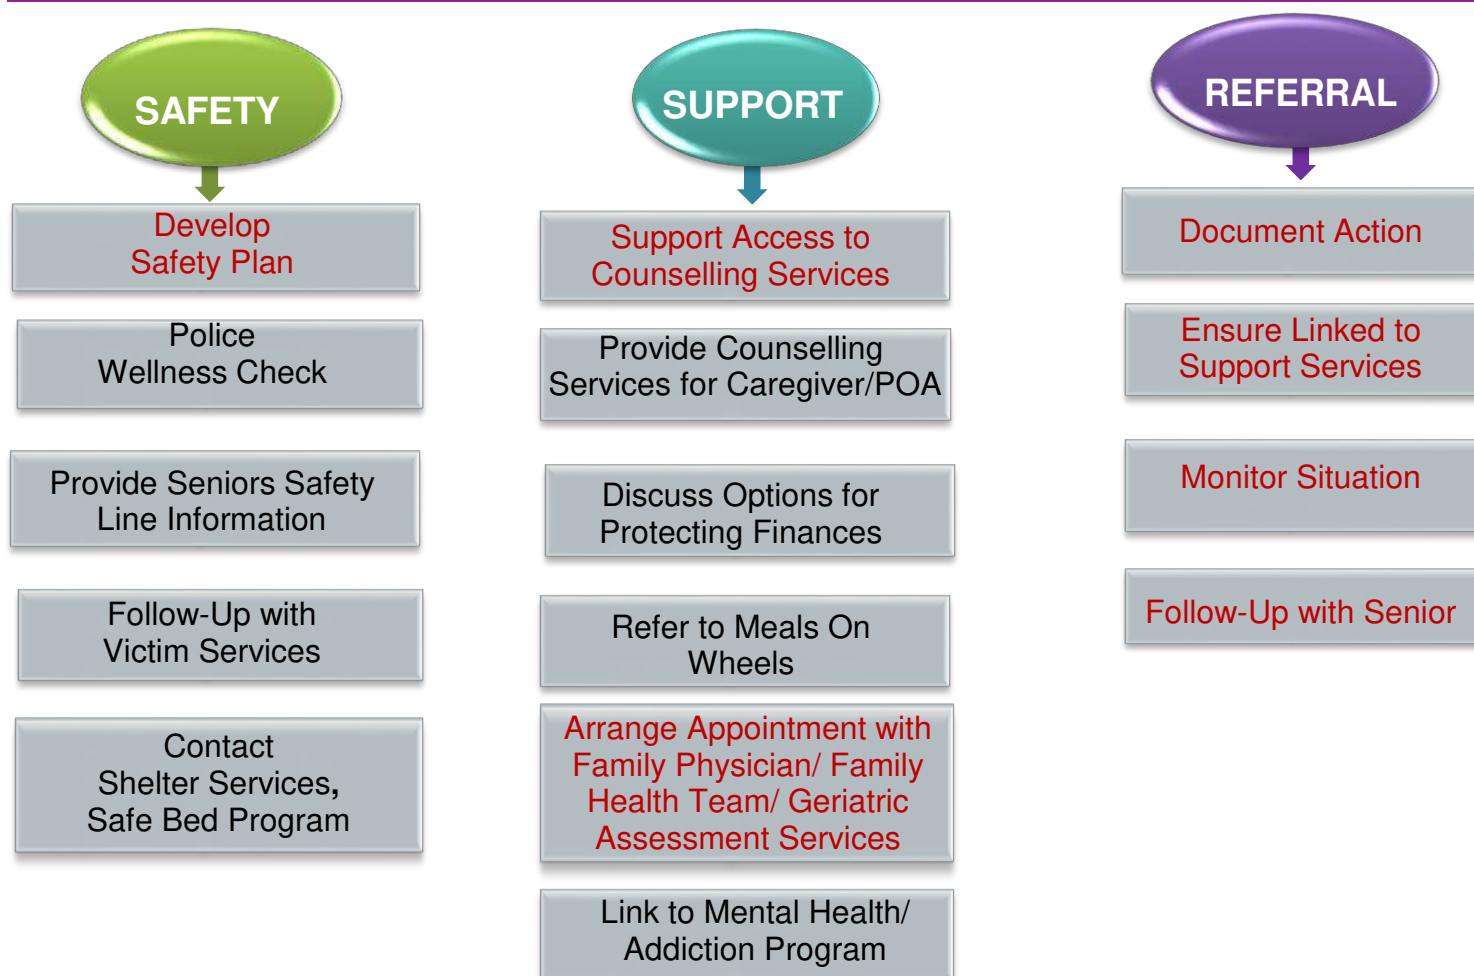 SAFETY
Develop
Safety Plan
Police
Wellness Check
Provide Seniors Safety
Line Information
Follow-Up with
Victim Services
Contact
Shelter Services,
Safe Bed Program
SUPPORT
Support Access to
Counselling Services
Provide Counselling
Services for Caregiver/POA
Discuss Options for
Protecting Finances
Refer to Meals On
Wheels
Arrange Appointment with
Family Physician/ Family
Health Team/ Geriatric
Assessment Services
Link to Mental Health/
Addiction Program
REFERRAL
Document Action
Ensure Linked to
Support Services
Monitor Situation
Follow-Up with Senior